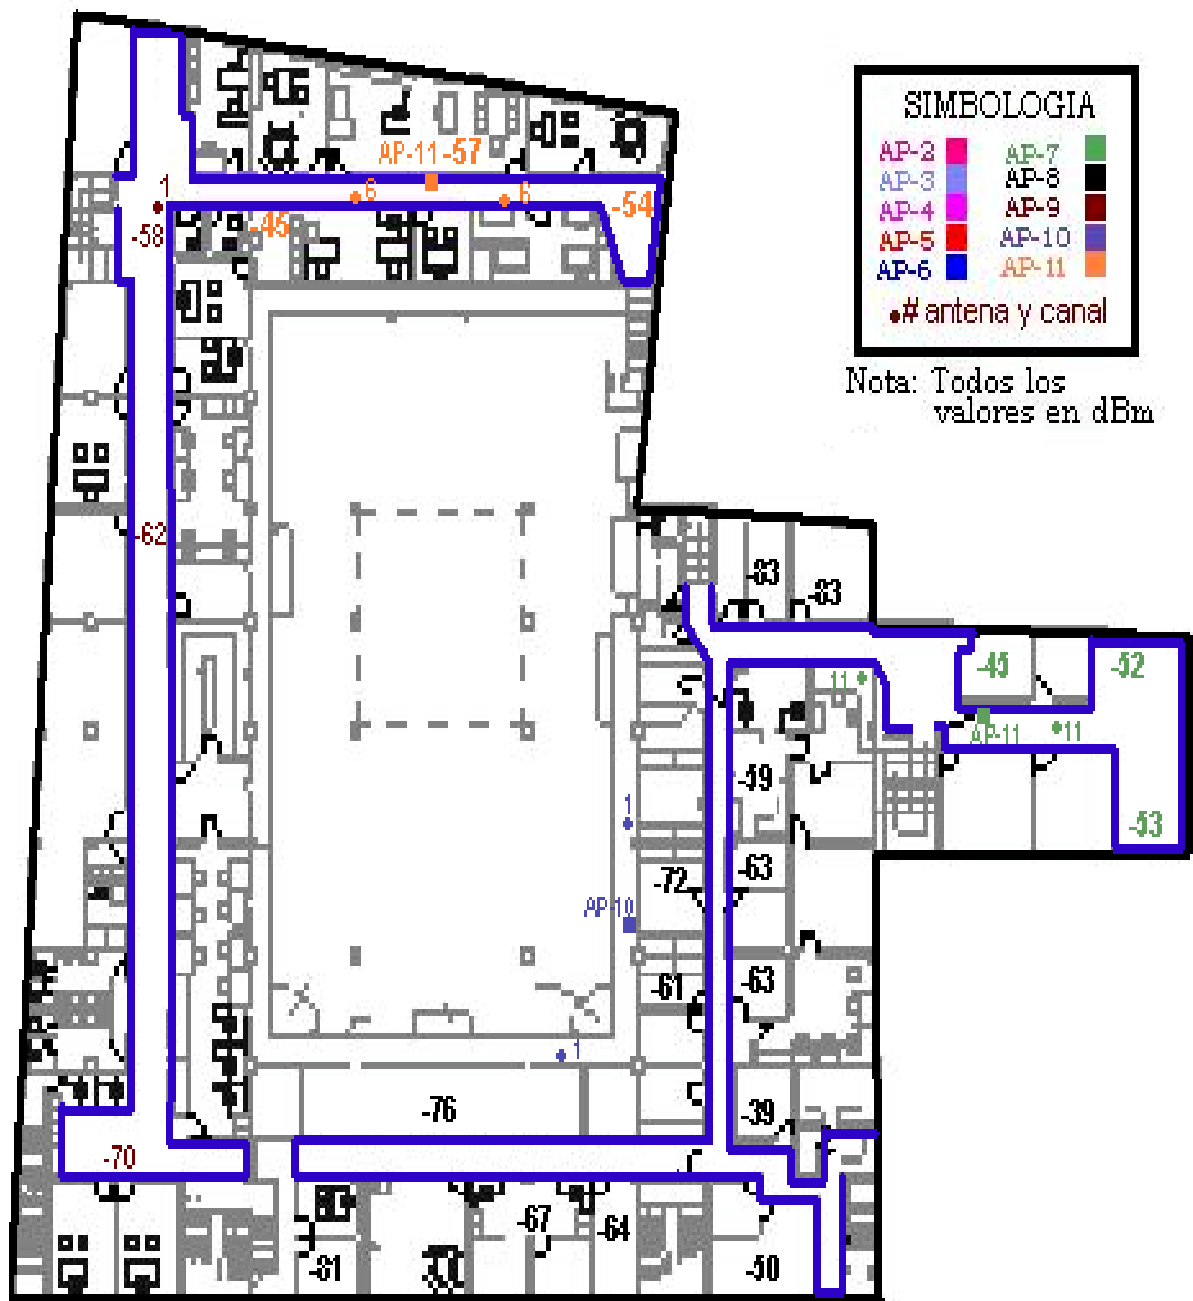 SIMBOLOGIA
AP-2 AP-7
AP-3 AP-8
AP-4 AP-9
AP-5 AP-10
AP-6 AP-11
# antena y canal
Nota: Todos los
valores en dBm
AP-11 -57
1
6
6
-54
-58
-45
-62
-83
-83
-45
-52
11
AP-11
11
-59
-53
1
-63
-72
AP-10
-63
-61
1
-76
-39
-70
-67
-64
-81
-50